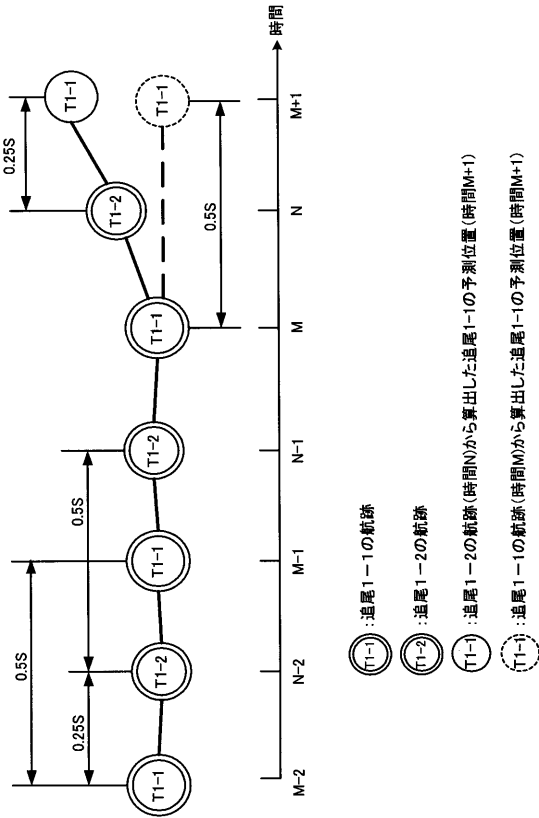 0.5S
0.25S
0.5S
0.25S
T1-1
T1-2
T1-1
T1-2
T1-1
T1-2
T1-1
T1-1
0.5S
M-2
N-2
M-1
N-1
M
N
M+1
時間
T1-1 :追尾1-1の航跡
T1-2 :追尾1-2の航跡
T1-1 :追尾1-2の航跡(時間N)から算出した追尾1-1の予測位置(時間M+1)
T1-1 :追尾1-1の航跡(時間M)から算出した追尾1-1の予測位置(時間M+1)